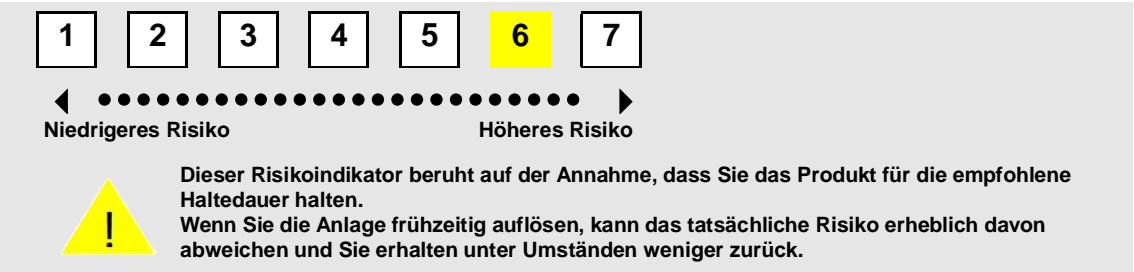 1 2 3 4 5 6 7
Niedrigeres Risiko Höheres Risiko
!
Dieser Risikoindikator beruht auf der Annahme, dass Sie das Produkt für die empfohlene
Haltedauer halten.
Wenn Sie die Anlage frühzeitig auflösen, kann das tatsächliche Risiko erheblich davon
abweichen und Sie erhalten unter Umständen weniger zurück.